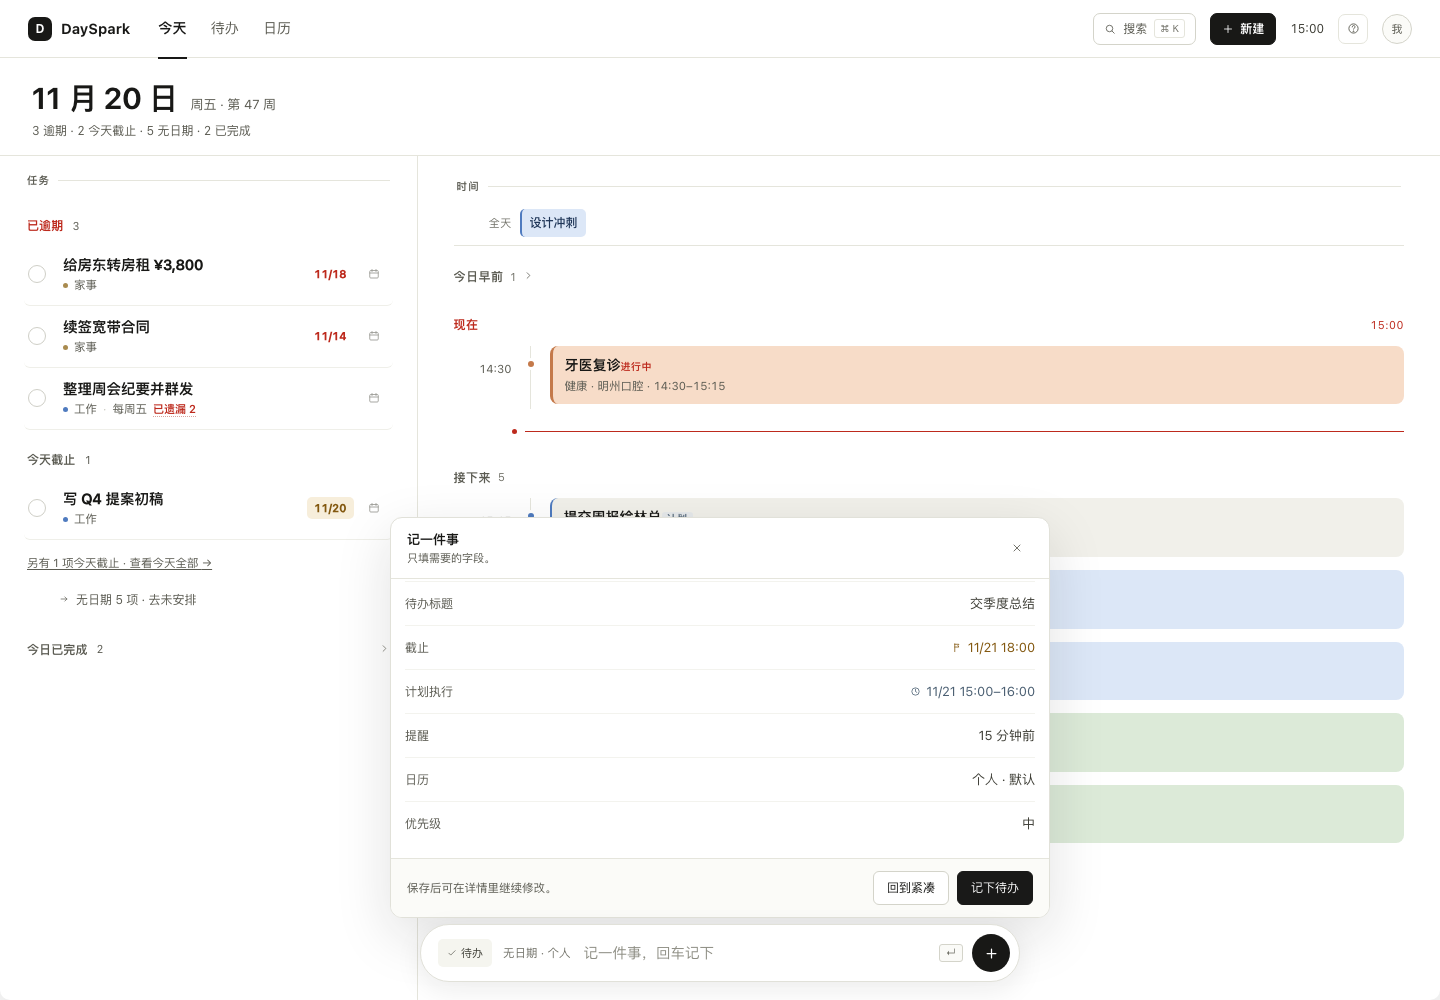 D DaySpark 今天 待办 日历 搜索 ⌘ K + 新建 15:00 我
11 月 20 日 周五 · 第 47 周
3 逾期 · 2 今天截止 · 5 无日期 · 2 已完成
任务
已逾期 3
给房东转房租 ¥3,800
家事
11/18
续签宽带合同
家事
11/14
整理周会纪要并群发
工作 · 每周五 已遗漏 2
今天截止 1
写 Q4 提案初稿
工作
11/20
另有 1 项今天截止 · 查看今天全部 →
→ 无日期 5 项 · 去未安排
今日已完成 2
时间
全天 设计冲刺
今日早前 1
现在 15:00
14:30
牙医复诊进行中
健康 · 明州口腔 · 14:30–15:15
接下来 5
提交周报给林总 计划
记一件事
只填需要的字段。
待办标题 交季度总结
截止 11/21 18:00
计划执行 11/21 15:00–16:00
提醒 15 分钟前
日历 个人 · 默认
优先级 中
保存后可在详情里继续修改。 回到紧凑 记下待办
待办 无日期 · 个人 记一件事，回车记下